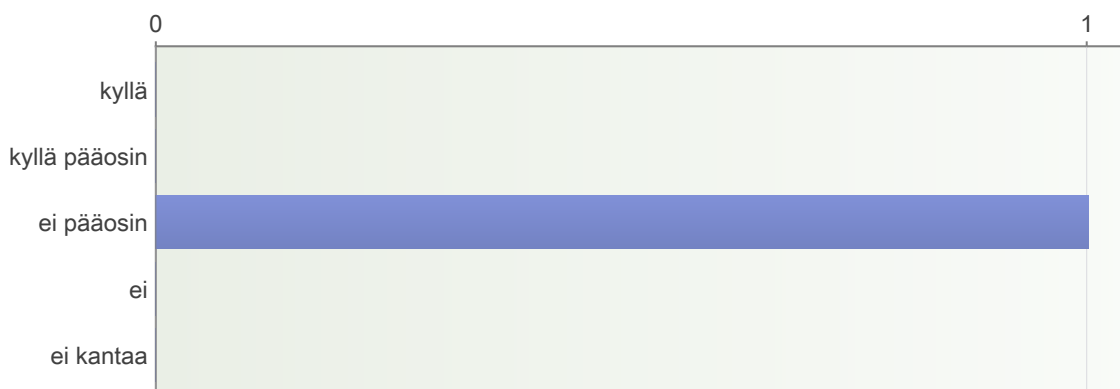 0 1
kyllä
kyllä pääosin
ei pääosin
ei
ei kantaa